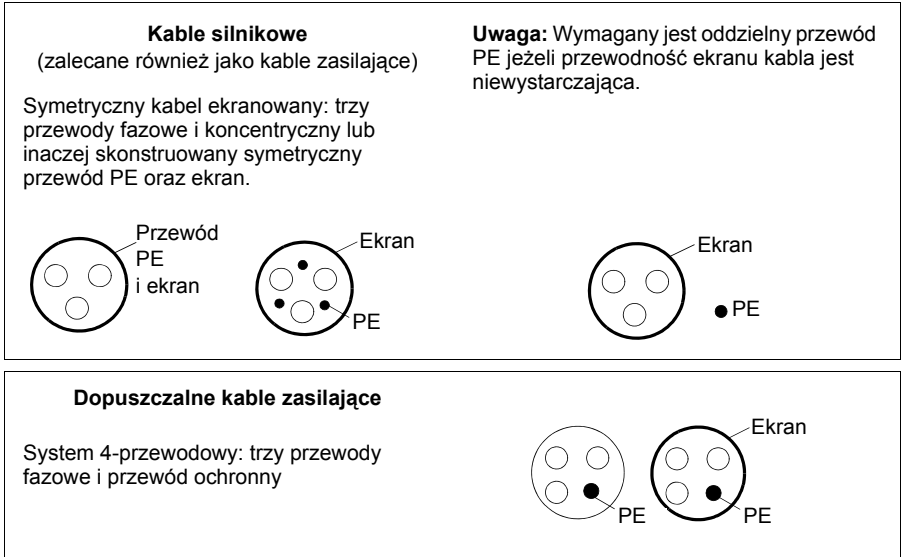 Kable silnikowe
(zalecane również jako kable zasilające)
Symetryczny kabel ekranowany: trzy
przewody fazowe i koncentryczny lub
inaczej skonstruowany symetryczny
przewód PE oraz ekran.
Uwaga: Wymagany jest oddzielny przewód
PE jeżeli przewodność ekranu kabla jest
niewystarczająca.
Przewód
PE
i ekran
Ekran
PE
Ekran
PE
Dopuszczalne kable zasilające
System 4-przewodowy: trzy przewody
fazowe i przewód ochronny
Ekran
PE
PE